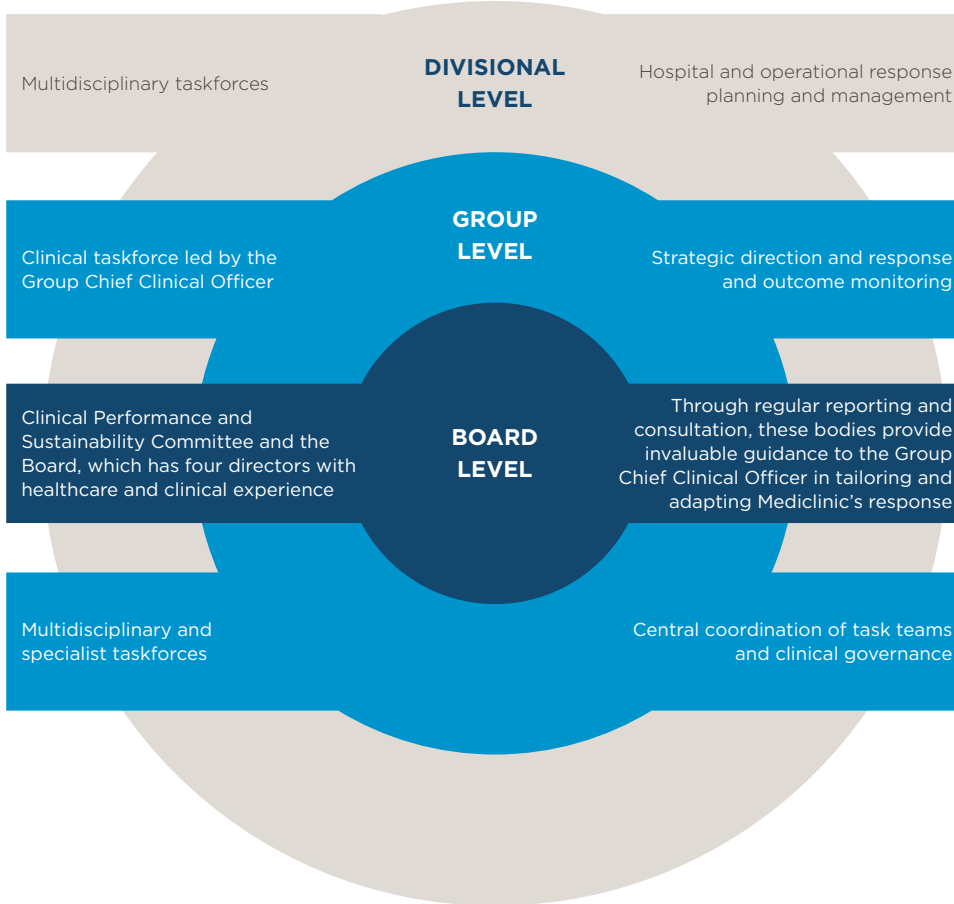 Multidisciplinary taskforces
DIVISIONAL
LEVEL
Hospital and operational response
planning and management
Clinical taskforce led by the
Group Chief Clinical Officer
GROUP
LEVEL
Strategic direction and response
and outcome monitoring
Clinical Performance and
Sustainability Committee and the
Board, which has four directors with
healthcare and clinical experience
BOARD
LEVEL
Through regular reporting and
consultation, these bodies provide
invaluable guidance to the Group
Chief Clinical Officer in tailoring and
adapting Mediclinic’s response
Multidisciplinary and
specialist taskforces
Central coordination of task teams
and clinical governance